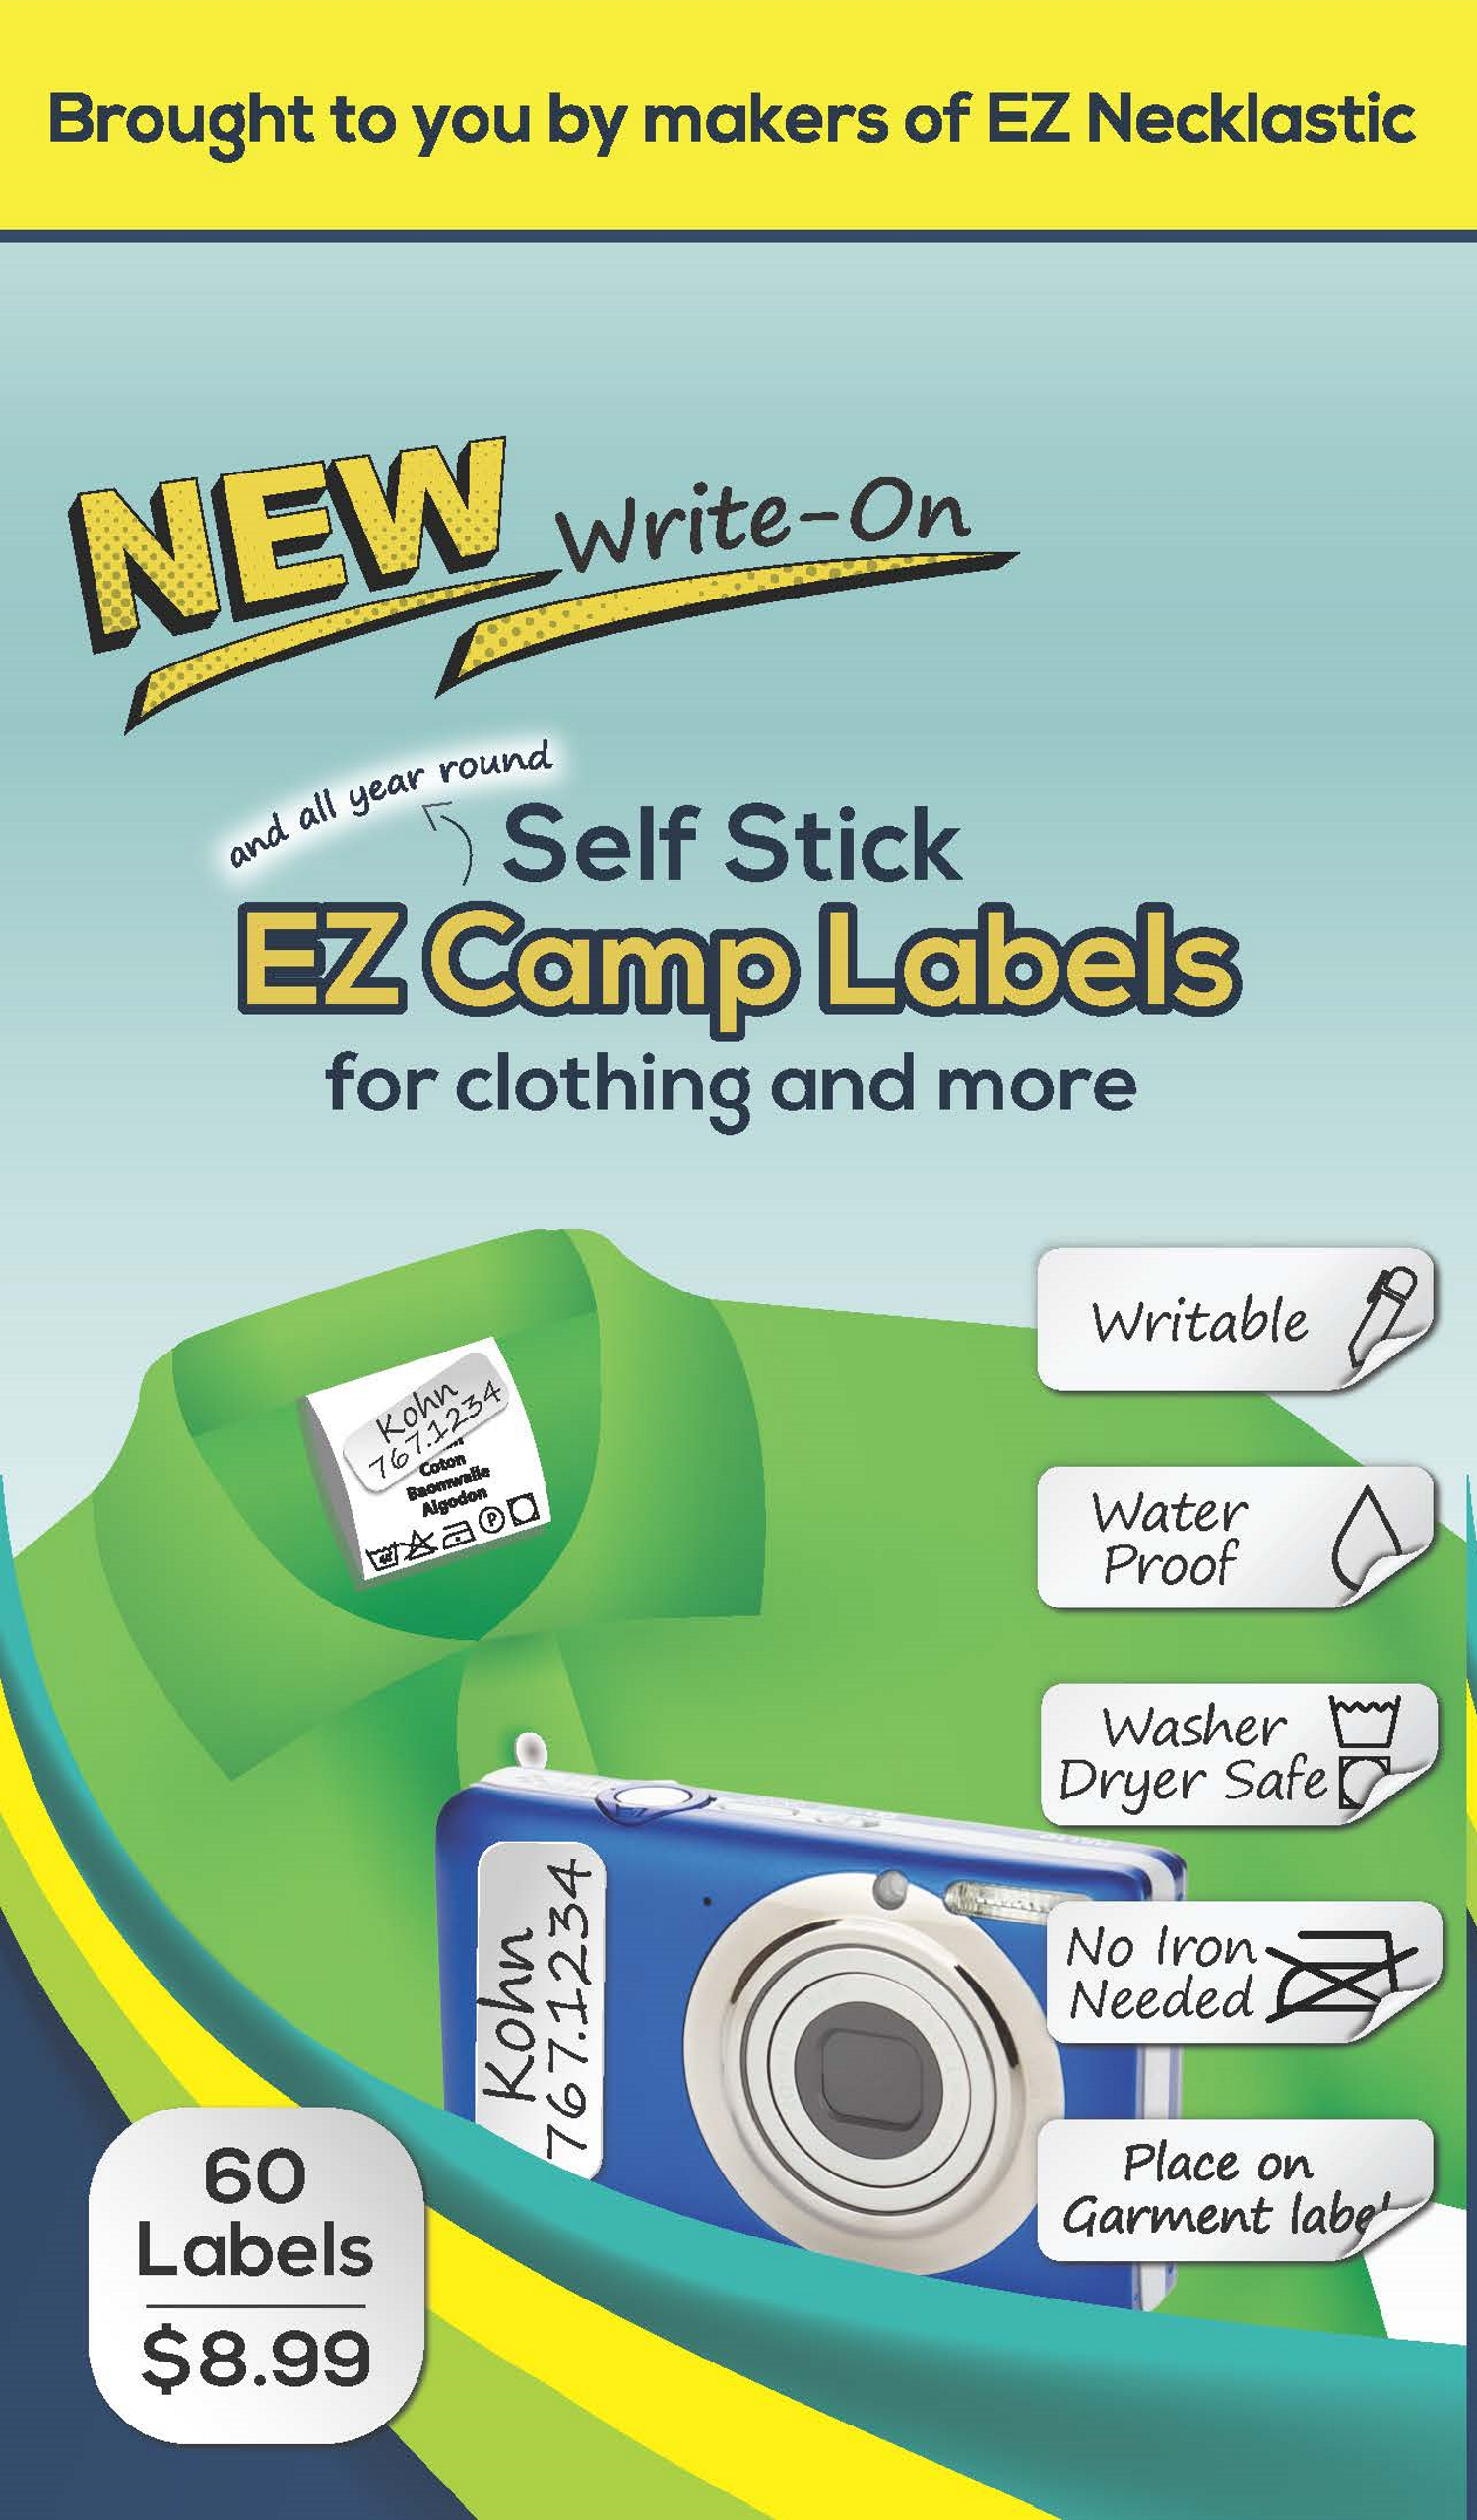 Brought to you by makers of EZ Necklastic
NEW Write-On
and all year round
Self Stick
EZ Camp Labels
for clothing and more
Writable
Kohn
767.1234
Coton
Baomwalle
Algodon
P
Water
Proof
Washer
Dryer Safe
Kohn
767.1234
No Iron
Needed
Place on
Garment label
60
Labels
$8.99